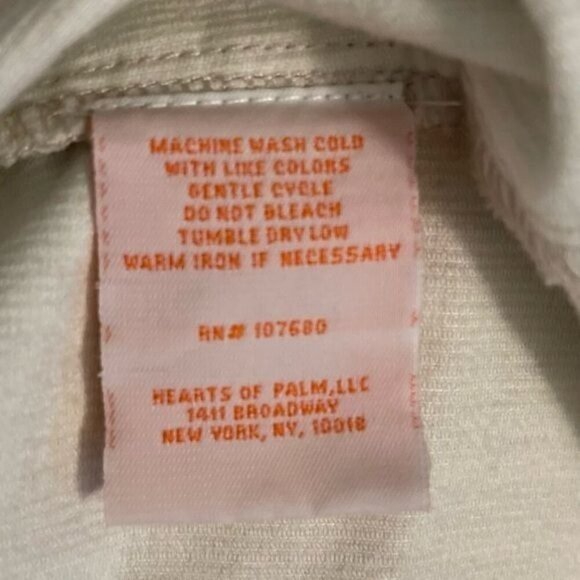 MACHINE WASH COLD
WITH LIKE COLORS
GENTLE CYCLE
DO NOT BLEACH
TUMBLE DRY LOW
WARM IRON IF NECESSARY
RN# 107680
HEARTS OF PALM,LLC
1411 BROADWAY
NEW YORK, NY, 10018